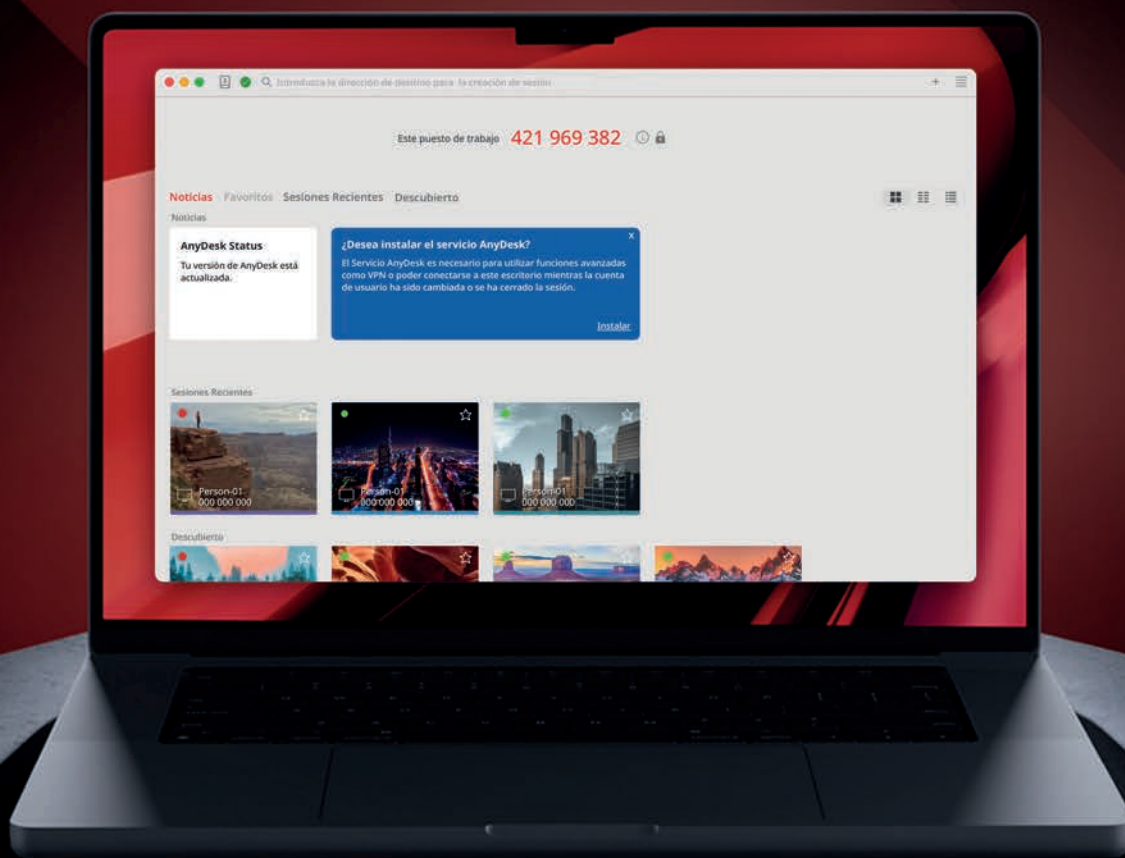 Introduzca la dirección de destino para la creación de sesión
Este puesto de trabajo 421 969 382
Noticias Favoritos Sesiones Recientes Descubierto
Noticias
AnyDesk Status
Tu versión de AnyDesk está
actualizada.
¿Desea instalar el servicio AnyDesk?
X
El Servicio AnyDesk es necesario para utilizar funciones avanzadas
como VPN o poder conectarse a este escritorio mientras la cuenta
de usuario ha sido cambiada o se ha cerrado la sesión.
Instalar
Sesiones Recientes
Person-01
000 000 000
Person-01
000 000 000
Person-01
000 000 000
Descubierto